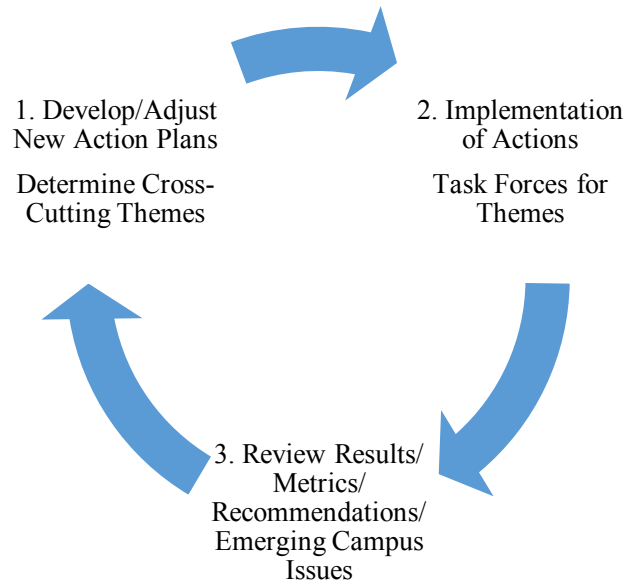 1. Develop/Adjust
New Action Plans
Determine Cross-
Cutting Themes
2. Implementation
of Actions
Task Forces for
Themes
3. Review Results/
Metrics/
Recommendations/
Emerging Campus
Issues